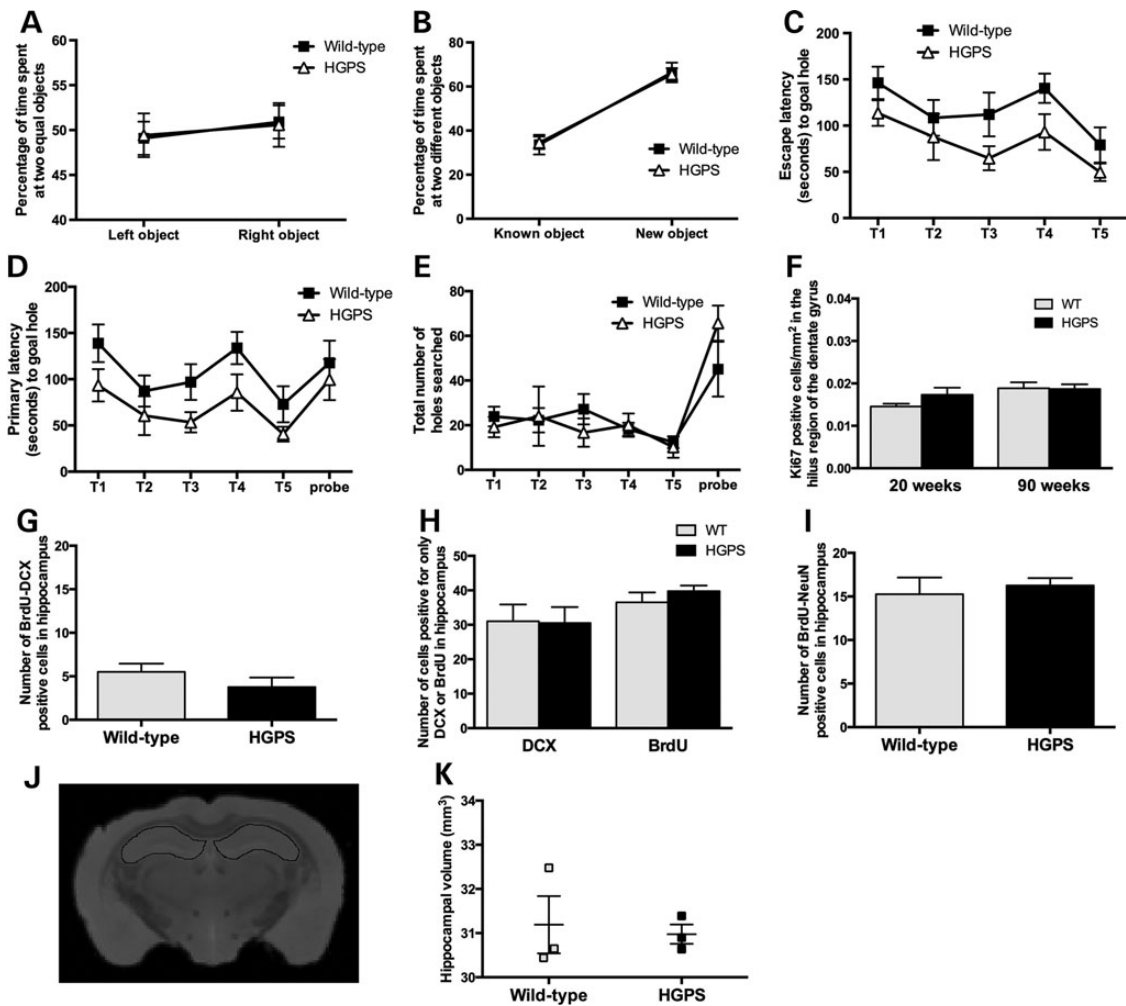 A
Percentage of time spent
at two equal objects
60
55
50
45
40
Left object
Right object
Wild-type
HGPS
B
Percentage of time spent
at two different objects
80
60
40
20
0
Known object
New object
Wild-type
HGPS
C
Escape latency
(seconds) to goal hole
200
150
100
50
0
T1
T2
T3
T4
T5
Wild-type
HGPS
D
Primary latency
(seconds) to goal hole
200
150
100
50
0
T1
T2
T3
T4
T5
probe
Wild-type
HGPS
E
Total number of
holes searched
80
60
40
20
0
T1
T2
T3
T4
T5
probe
Wild-type
HGPS
F
Ki67 positive cells/mm² in the
hilus region of the dentate gyrus
0.04
0.03
0.02
0.01
0.00
20 weeks
90 weeks
WT
HGPS
G
Number of BrdU-DCX
positive cells in hippocampus
20
15
10
5
0
Wild-type
HGPS
H
Number of cells positive for only
DCX or BrdU in hippocampus
50
40
30
20
10
0
DCX
BrdU
WT
HGPS
I
Number of BrdU-NeuN
positive cells in hippocampus
20
15
10
5
0
Wild-type
HGPS
J
K
Hippocampal volume (mm³)
34
33
32
31
30
Wild-type
HGPS